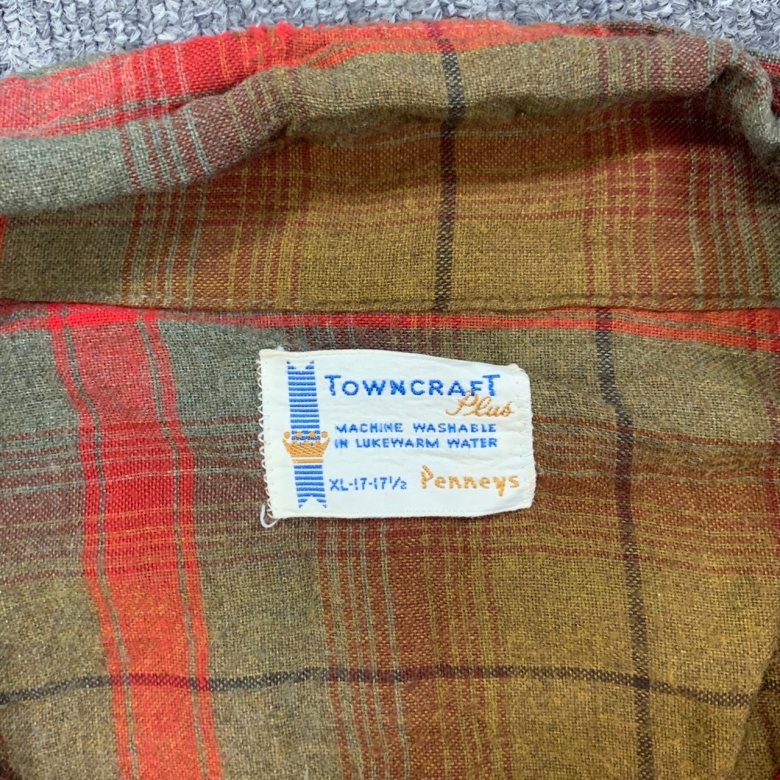 TOWNCRAFT
Plus
MACHINE WASHABLE
IN LUKEWARM WATER
XL-17-17½ Penneys